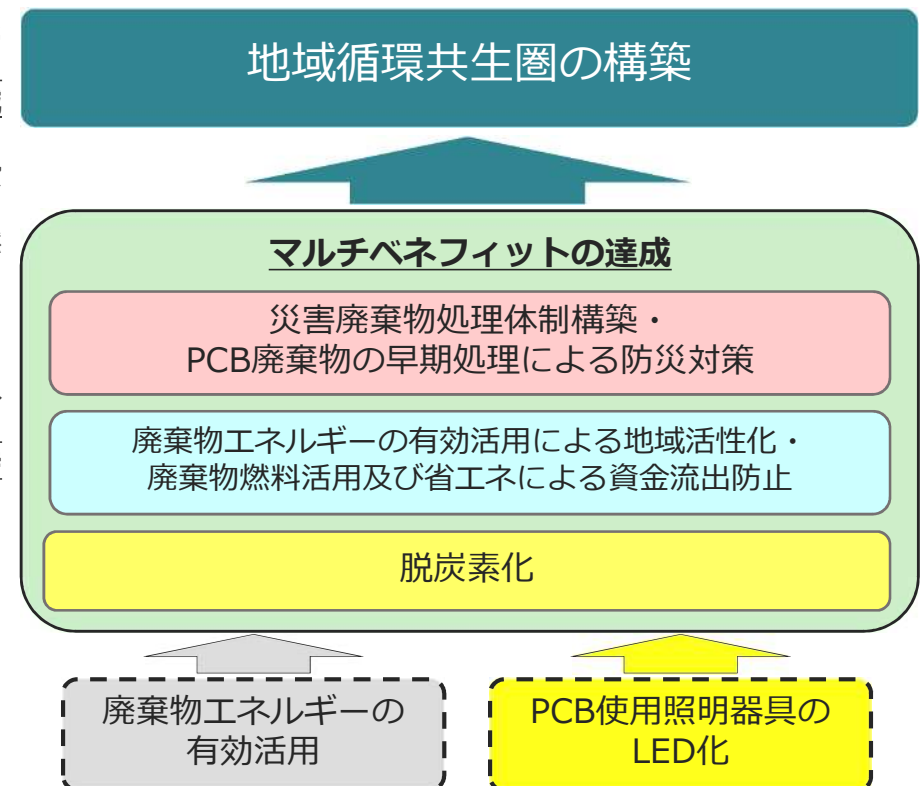 地域循環共生圏の構築
マルチベネフィットの達成
災害廃棄物処理体制構築・
PCB廃棄物の早期処理による防災対策
廃棄物エネルギーの有効活用による地域活性化・
廃棄物燃料活用及び省エネによる資金流出防止
脱炭素化
廃棄物エネルギーの
有効活用
PCB使用照明器具の
LED化